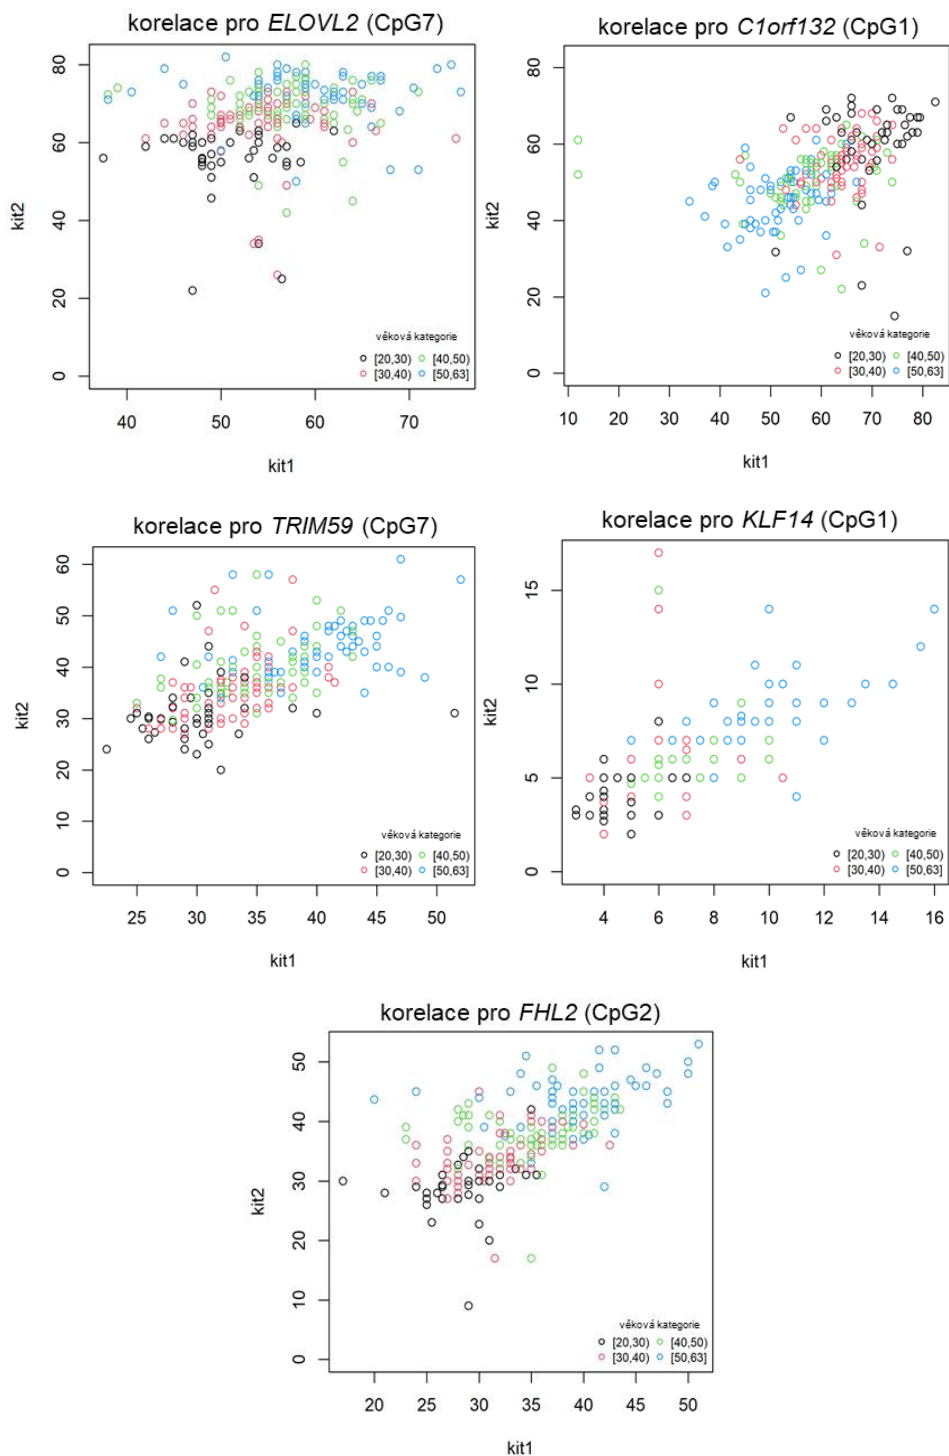 korelace pro ELOVL2 (CpG7)
80
60
40
20
0
kit2
věková kategorie
[20,30) [40,50)
[30,40) [50,63]
40 50 60 70
kit1
korelace pro C1orf132 (CpG1)
80
60
40
20
0
kit2
věková kategorie
[20,30) [40,50)
[30,40) [50,63]
10 20 30 40 50 60 70 80
kit1
korelace pro TRIM59 (CpG7)
60
50
40
30
20
10
0
kit2
věková kategorie
[20,30) [40,50)
[30,40) [50,63]
25 30 35 40 45 50
kit1
korelace pro KLF14 (CpG1)
15
10
5
0
kit2
věková kategorie
[20,30) [40,50)
[30,40) [50,63]
4 6 8 10 12 14 16
kit1
korelace pro FHL2 (CpG2)
50
40
30
20
10
0
kit2
věková kategorie
[20,30) [40,50)
[30,40) [50,63]
20 25 30 35 40 45 50
kit1